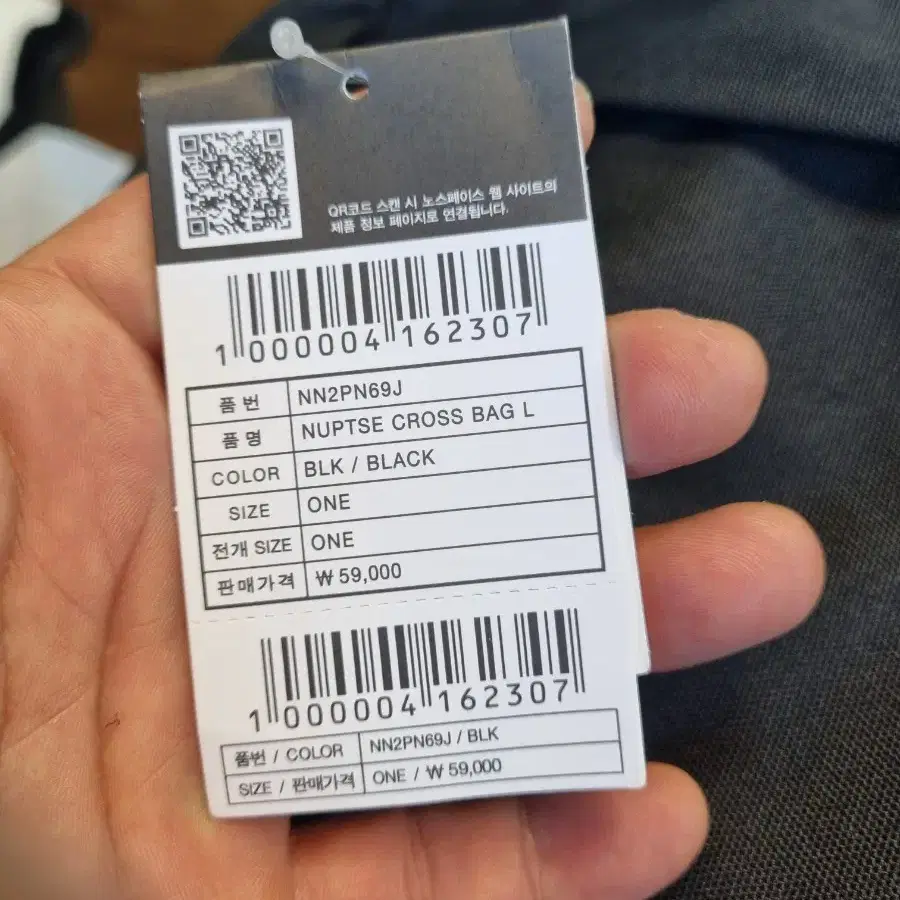 QR코드 스캔 시 노스페이스 웹 사이트의
제품 정보 페이지로 연결됩니다.
1 000004 162307
품 번 NN2PN69J
품 명 NUPTSE CROSS BAG L
COLOR BLK / BLACK
SIZE ONE
전개 SIZE ONE
판매가격 ₩ 59,000
1 000004 162307
품번 / COLOR NN2PN69J / BLK
SIZE / 판매가격 ONE / ₩ 59,000